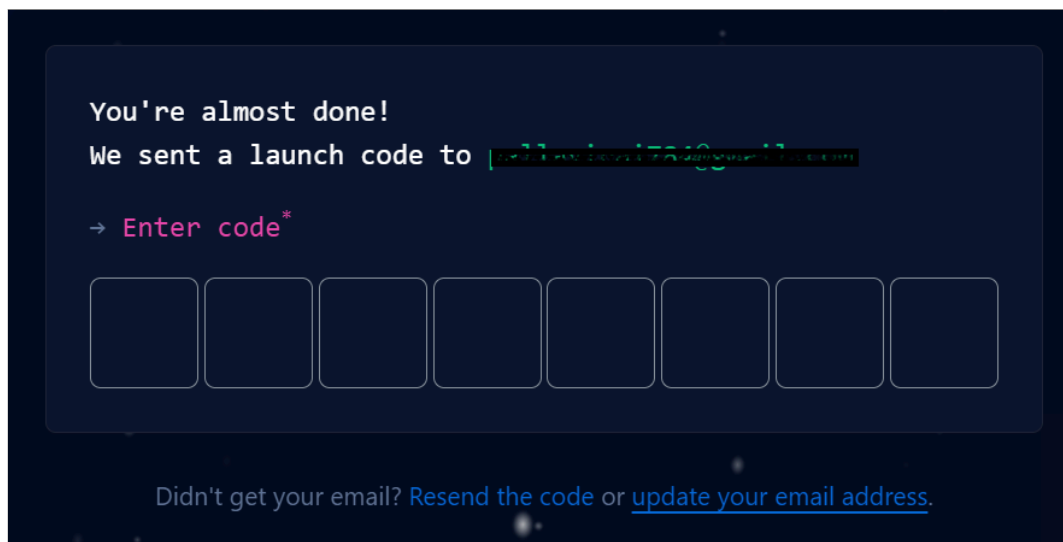 You're almost done!
We sent a launch code to
→ Enter code*
Didn't get your email? Resend the code or update your email address.